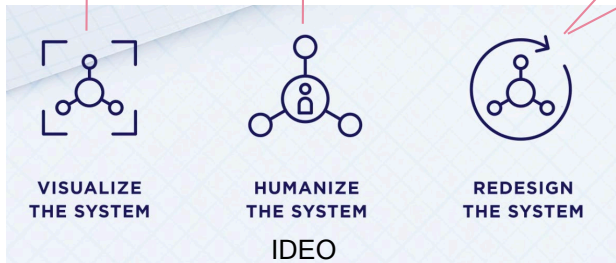 VISUALIZE
THE SYSTEM
HUMANIZE
THE SYSTEM
REDESIGN
THE SYSTEM
IDEO